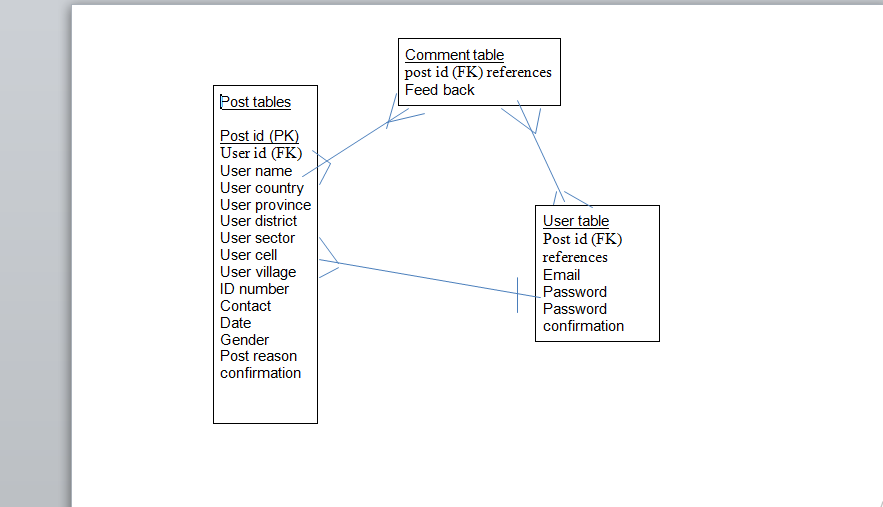 Comment table
post id (FK) references
Feed back
Post tables
Post id (PK)
User id (FK)
User name
User country
User province
User district
User sector
User cell
User village
ID number
Contact
Date
Gender
Post reason
confirmation
User table
Post id (FK)
references
Email
Password
Password
confirmation